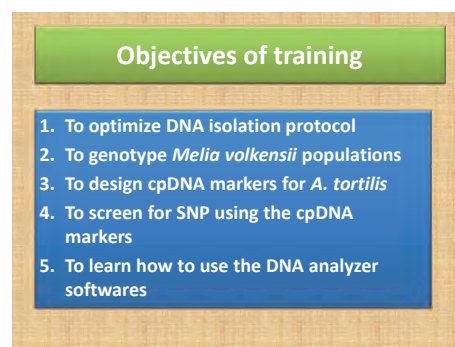 Objectives of training
1. To optimize DNA isolation protocol
2. To genotype Melia volkensii populations
3. To design cpDNA markers for A. tortilis
4. To screen for SNP using the cpDNA
markers
5. To learn how to use the DNA analyzer
softwares